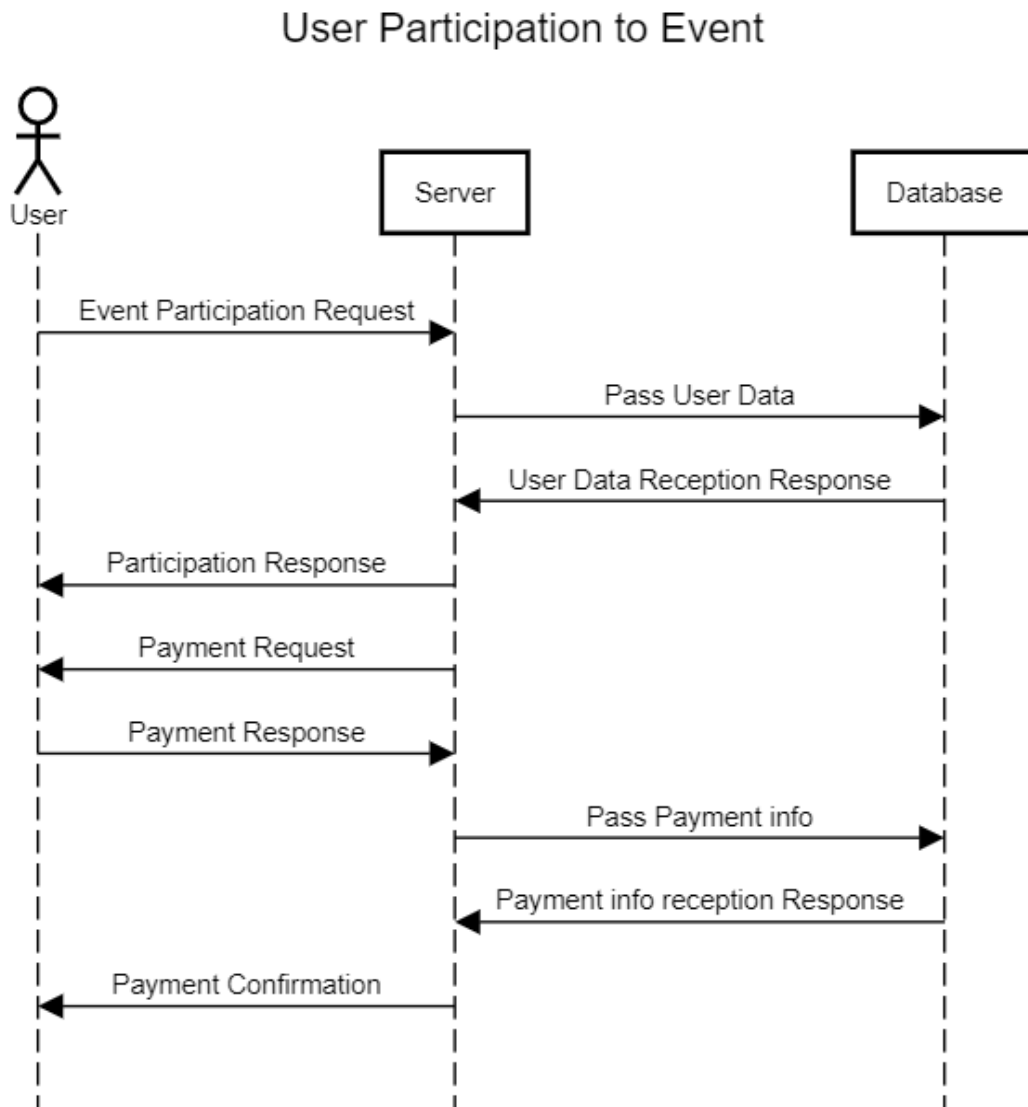 User Participation to Event
User
Server
Database
Event Participation Request
Pass User Data
User Data Reception Response
Participation Response
Payment Request
Payment Response
Pass Payment info
Payment info reception Response
Payment Confirmation